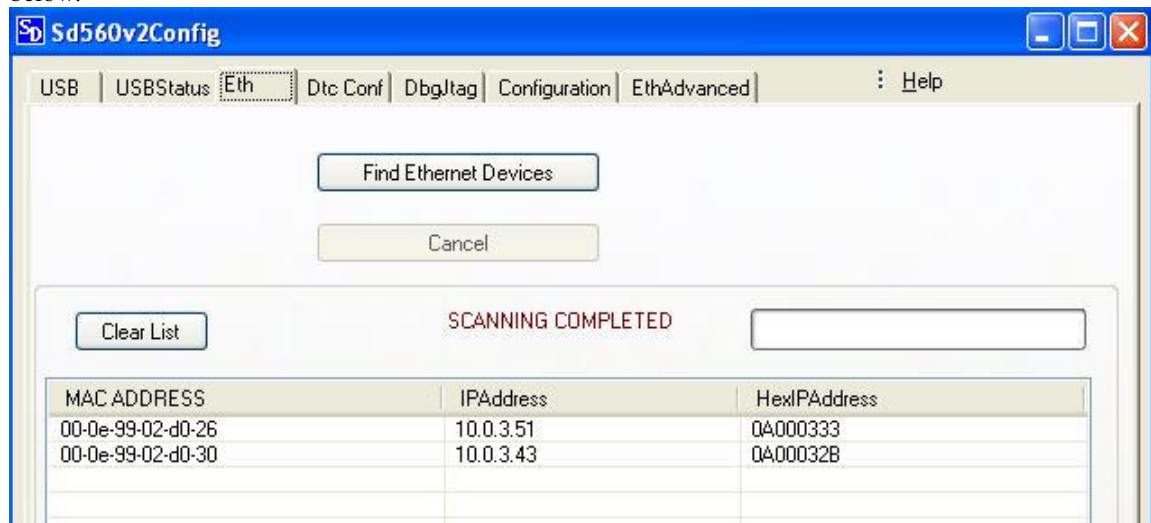 Sd560v2Config
USB USBStatus Eth Dtc Conf DbgJtag Configuration EthAdvanced Help
Find Ethernet Devices
Cancel
Clear List SCANNING COMPLETED
MAC ADDRESS IPAddress HexIPAddress
00-0e-99-02-d0-26 10.0.3.51 0A000333
00-0e-99-02-d0-30 10.0.3.43 0A00032B